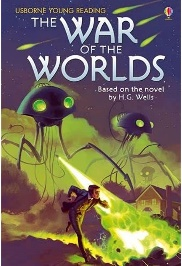 USBORNE YOUNG READING
THE
WAR OF
THE
WORLDS
Based on the novel
by H.G. Wells